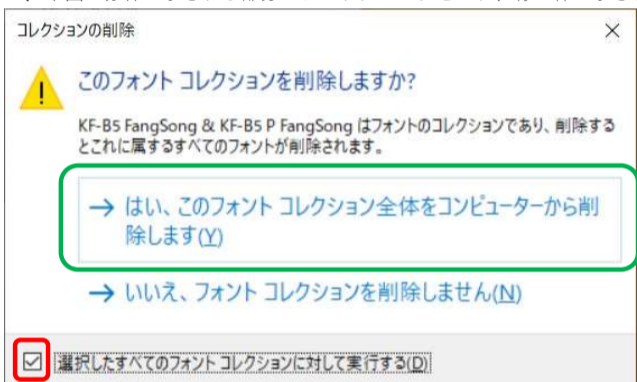 コレクションの削除
このフォント コレクションを削除しますか?
KF-B5 FangSong & KF-B5 P FangSong はフォントのコレクションであり、削除する
とこれに属するすべてのフォントが削除されます。
→ はい、このフォント コレクション全体をコンピューターから削
除します(Y)
→ いいえ、フォント コレクションを削除しません(N)
選択したすべてのフォント コレクションに対して実行する(D)